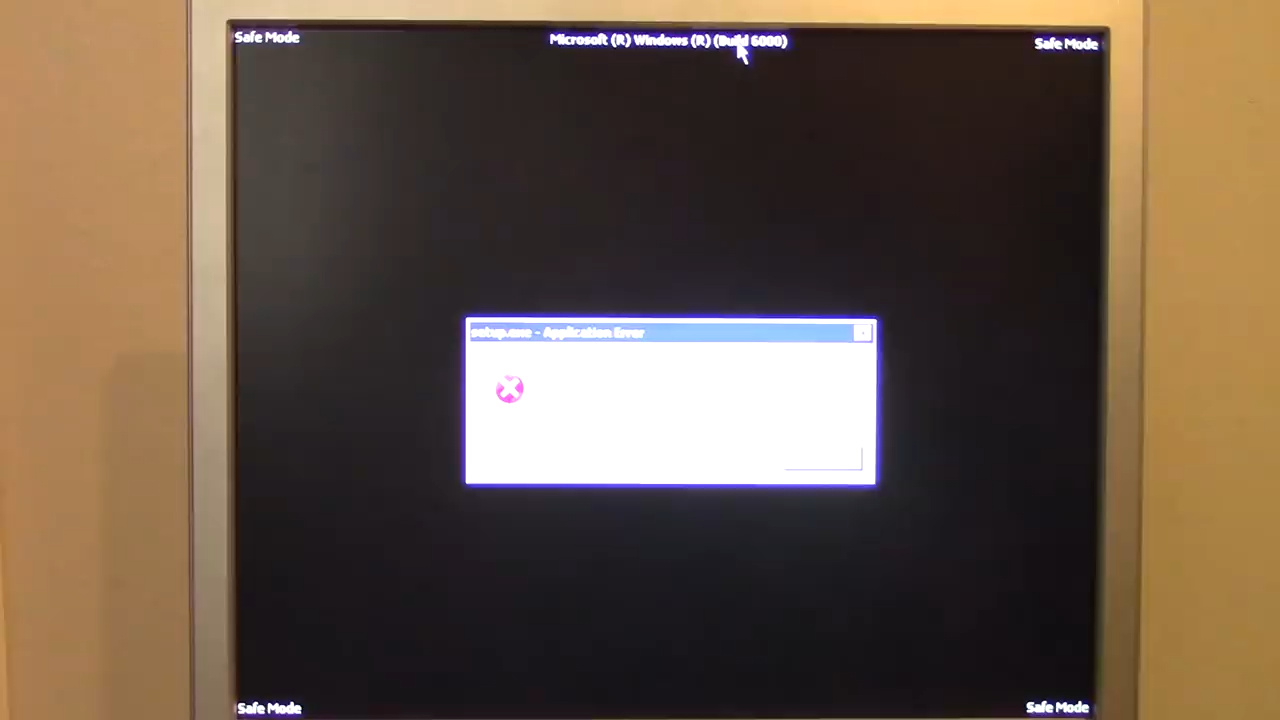 Safe Mode
Microsoft (R) Windows (R) (Build 6000)
Safe Mode
setup.exe - Application Error
Safe Mode
Safe Mode